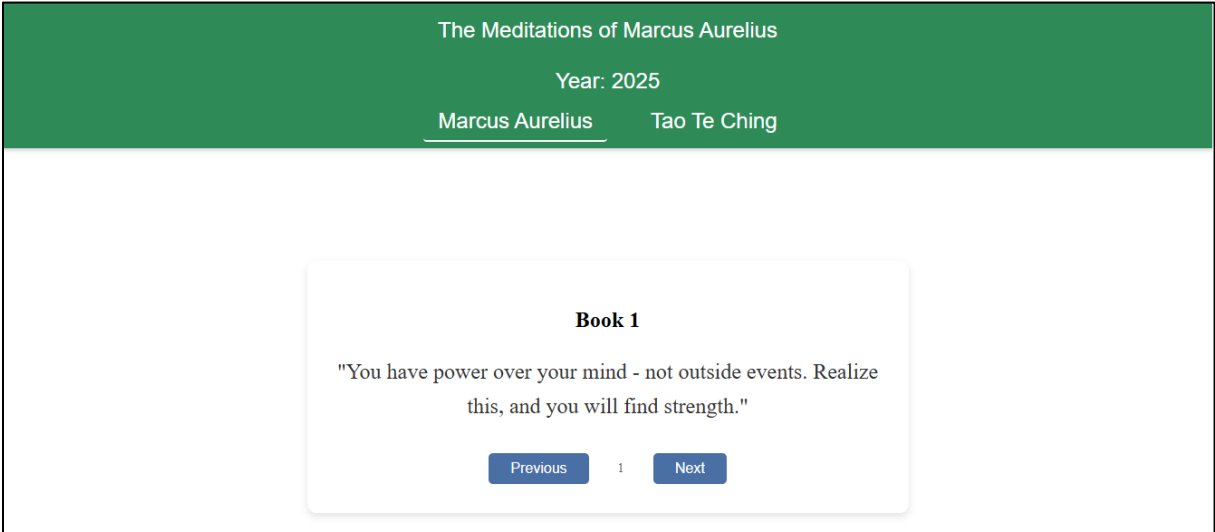 The Meditations of Marcus Aurelius
Year: 2025
Marcus Aurelius Tao Te Ching
Book 1
"You have power over your mind - not outside events. Realize
this, and you will find strength."
Previous 1 Next